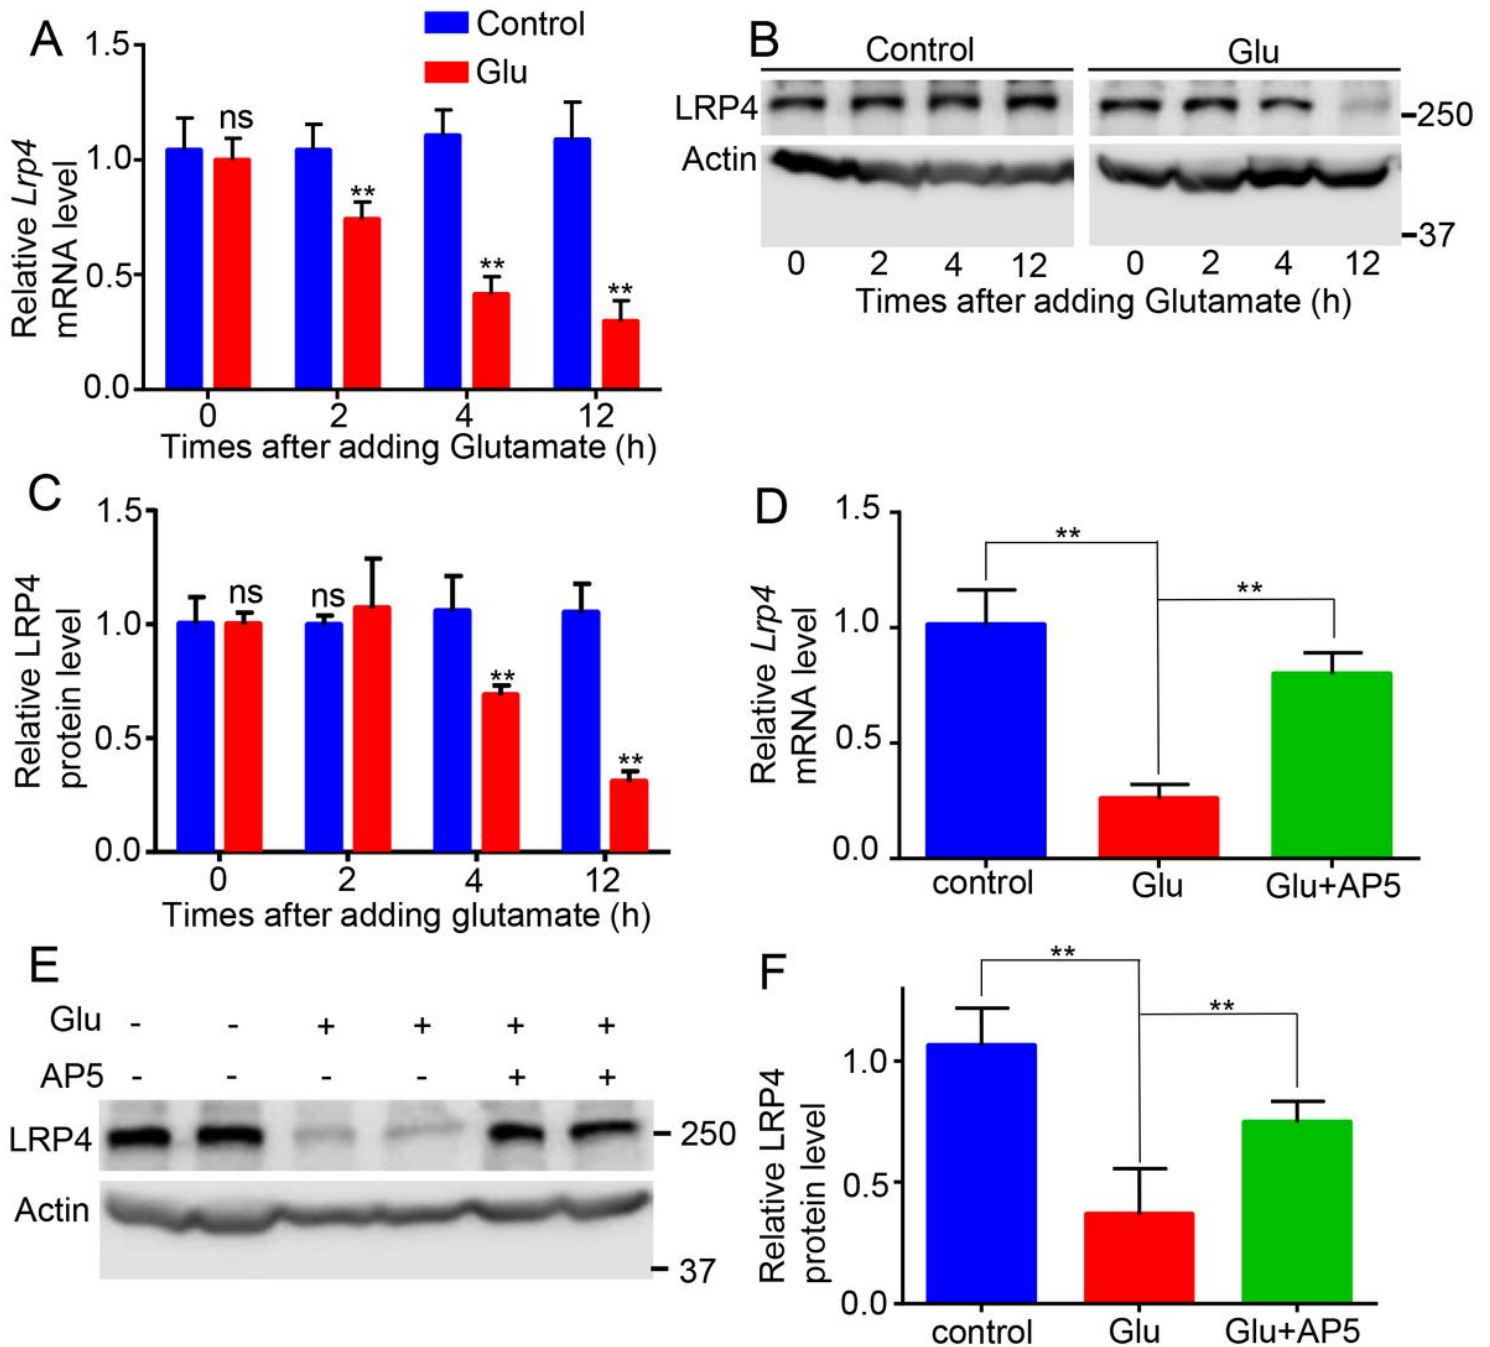 A
Control
Glu
1.5
1.0
0.5
0.0
Relative Lrp4
mRNA level
ns
**
**
**
0 2 4 12
Times after adding Glutamate (h)
B
Control Glu
LRP4
250
Actin
37
0 2 4 12 0 2 4 12
Times after adding Glutamate (h)
C
1.5
1.0
0.5
0.0
Relative LRP4
protein level
ns
ns
**
**
0 2 4 12
Times after adding glutamate (h)
D
1.5
1.0
0.5
0.0
Relative Lrp4
mRNA level
**
**
control Glu Glu+AP5
E
Glu - - + + + +
AP5 - - - - + +
LRP4
250
Actin
37
F
1.0
0.5
0.0
Relative LRP4
protein level
**
**
control Glu Glu+AP5